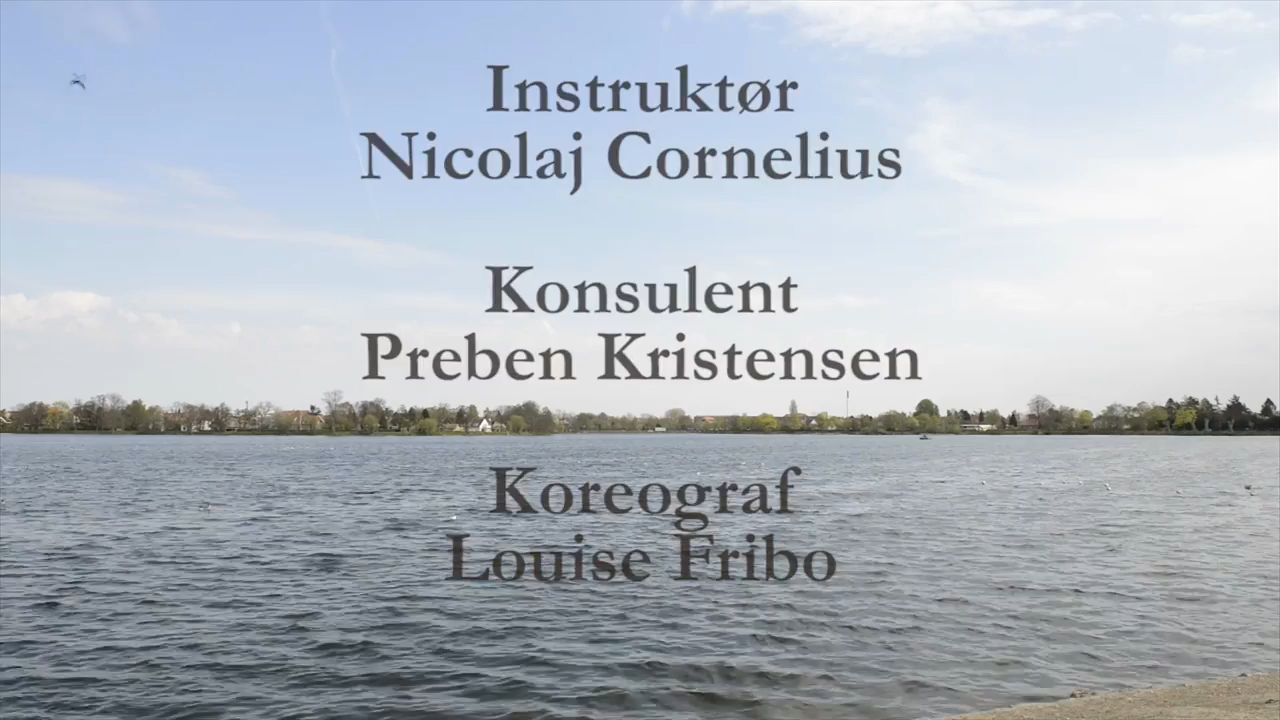 Instruktør
Nicolaj Cornelius
Konsulent
Preben Kristensen
Koreograf
Louise Fribo